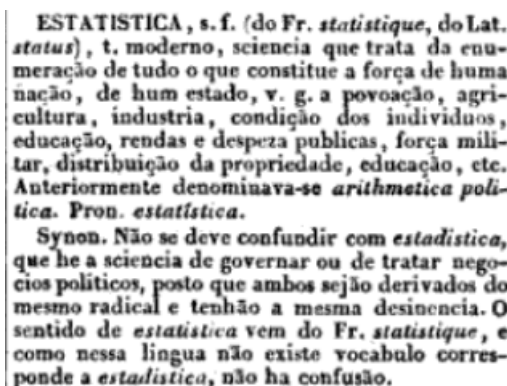 ESTATISTICA, s. f. (do Fr. statistique, do Lat.
status), t. moderno, sciencia que trata da enu-
meração de tudo o que constitue a força de huma
nação, de hum estado, v. g. a povoação, agri-
cultura, industria, condição dos individuos,
educação, rendas e despeza publicas, força mili-
tar, distribuição da propriedade, educação, etc.
Anteriormente denominava-se arithmetica poli-
tica. Pron. estatística.
Synon. Não se deve confundir com estadistica,
que he a sciencia de governar ou de tratar nego-
cios politicos, posto que ambos sejão derivados do
mesmo radical e tenhão a mesma desinencia. O
sentido de estatistica vem do Fr. statistique, e
como nessa lingua não existe vocabulo corres-
ponde a estadistica, não ha confusão.